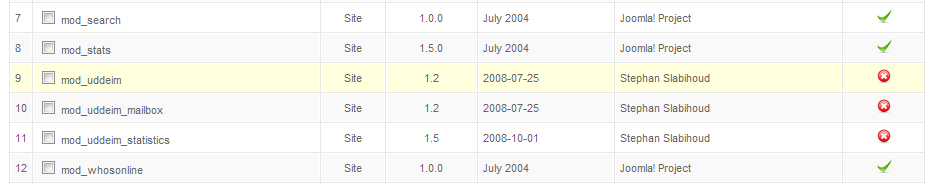 7 mod_search Site 1.0.0 July 2004 Joomla! Project
8 mod_stats Site 1.5.0 July 2004 Joomla! Project
9 mod_uddeim Site 1.2 2008-07-25 Stephan Slabihoud
10 mod_uddeim_mailbox Site 1.2 2008-07-25 Stephan Slabihoud
11 mod_uddeim_statistics Site 1.5 2008-10-01 Stephan Slabihoud
12 mod_whosonline Site 1.0.0 July 2004 Joomla! Project